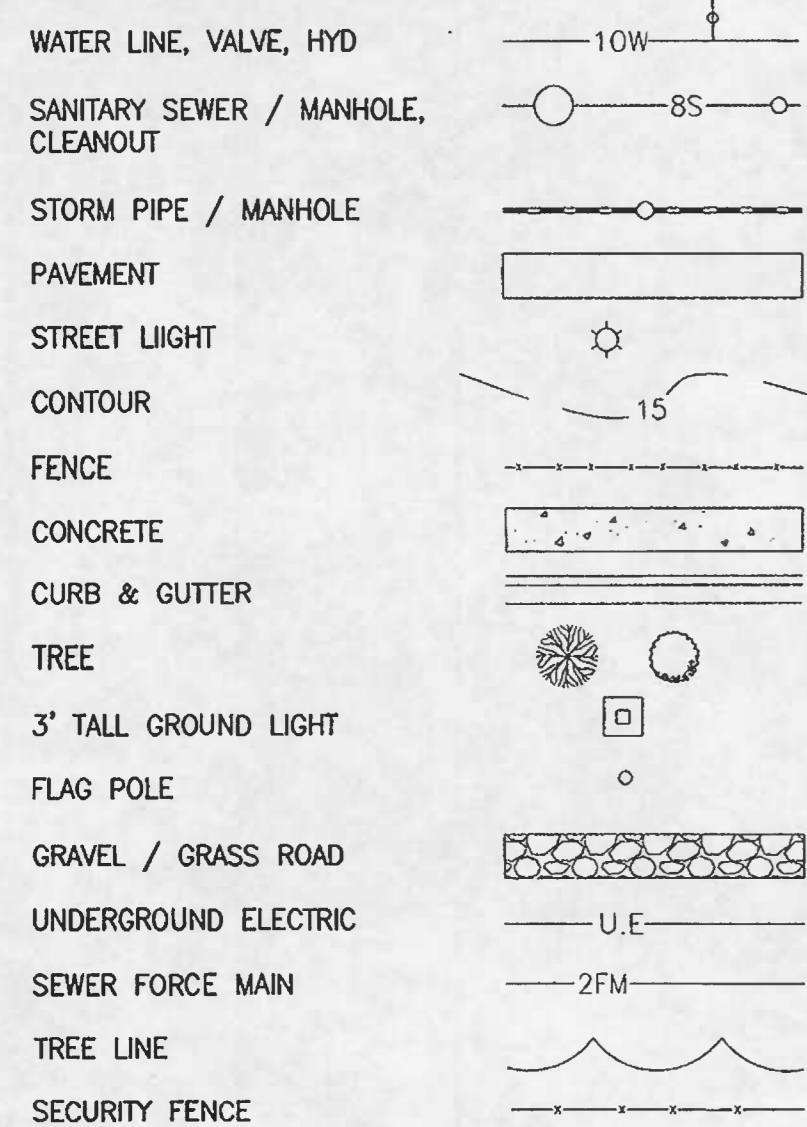 WATER LINE, VALVE, HYD 10W
SANITARY SEWER / MANHOLE, 8S
CLEANOUT
STORM PIPE / MANHOLE
PAVEMENT
STREET LIIGHT
CONTOUR 15
FENCE
CONCRETE
CURB & GUTTER
TREE
3' TALL GROUND LIGHT
FLAG POLE
GRAVEL / GRASS ROAD
UNDERGROUND ELECTRIC U.E
SEWER FORCE MAIN 2FM
TREE LINE
SECURITY FENCE